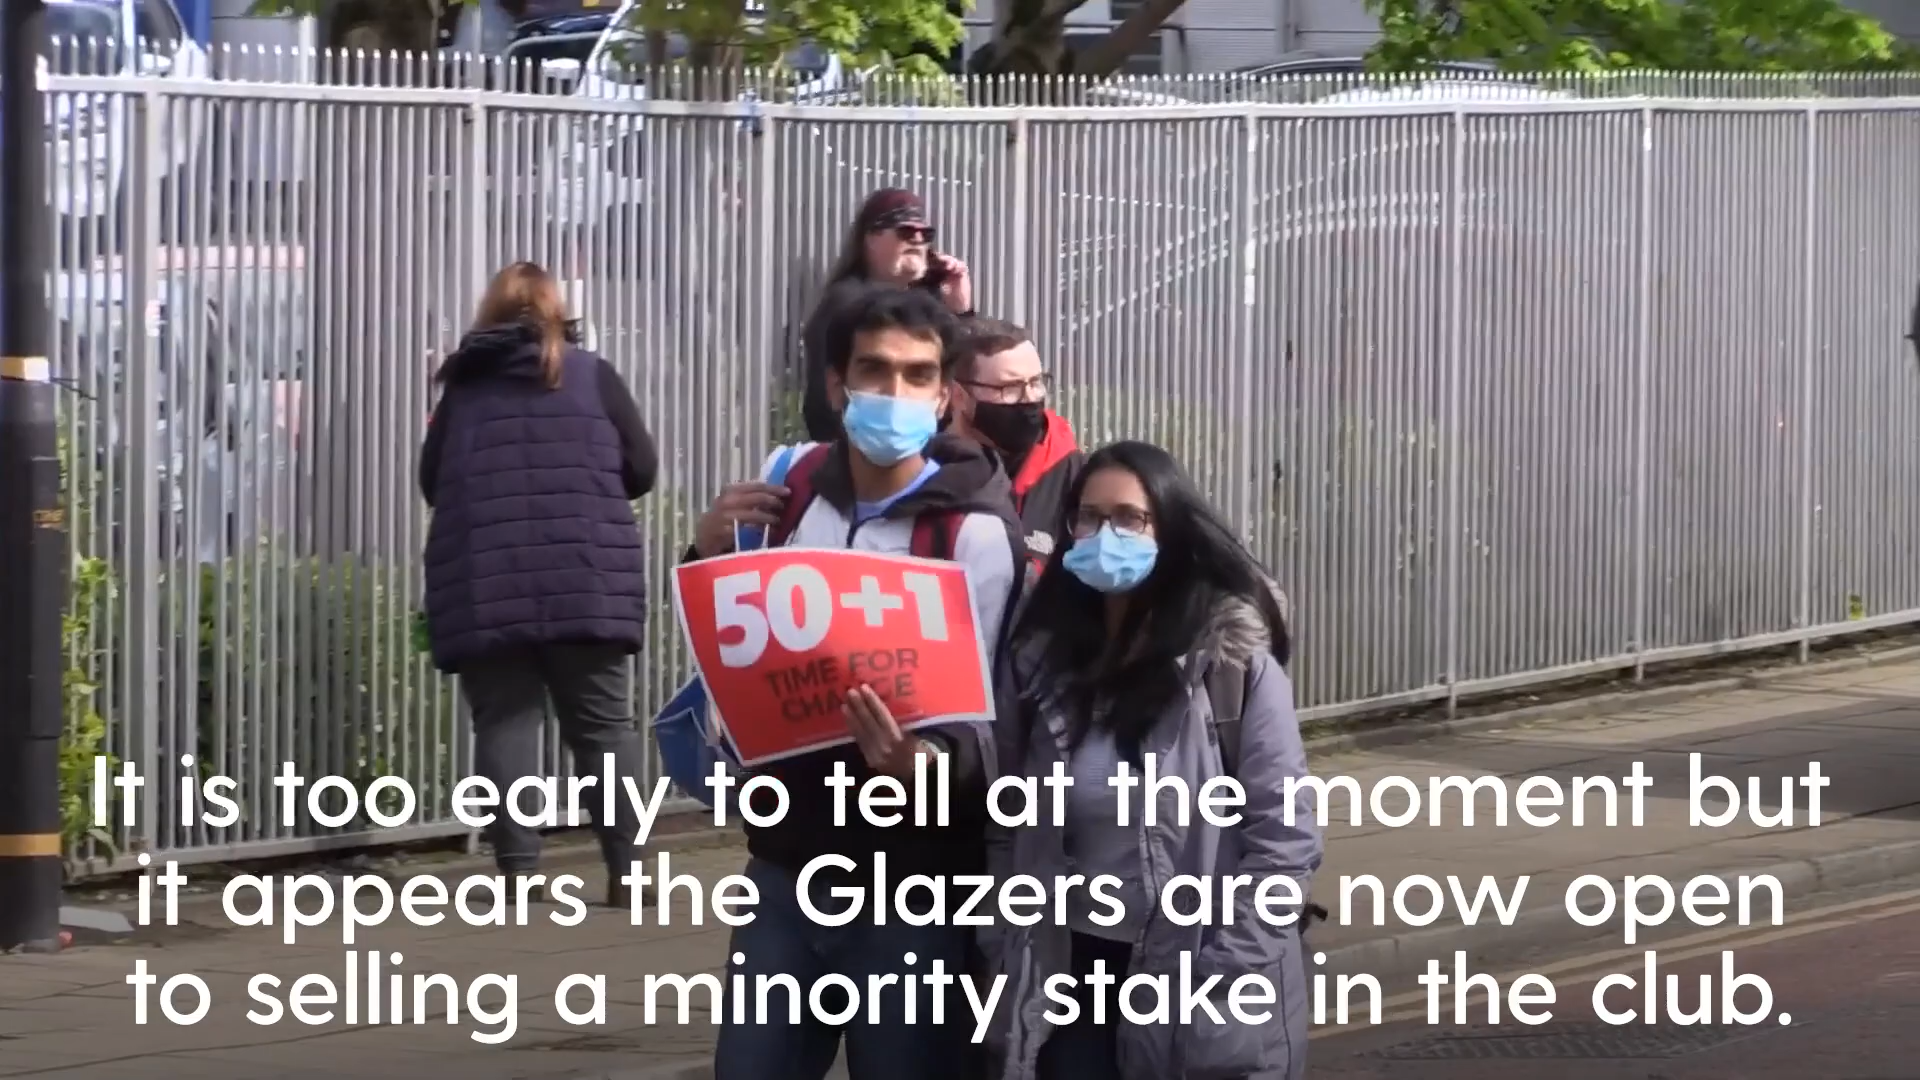 50+1
TIME FOR
CHANGE
It is too early to tell at the moment but
it appears the Glazers are now open
to selling a minority stake in the club.